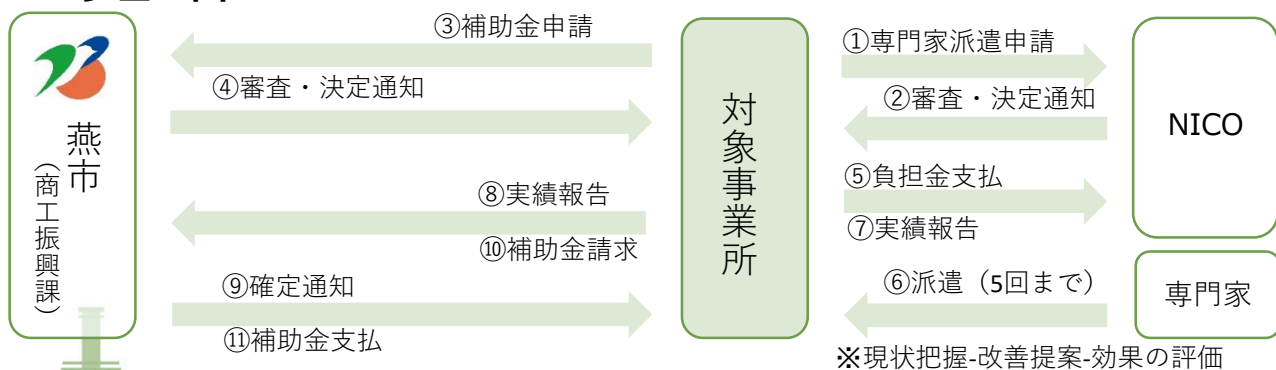 ③補助金申請
①専門家派遣申請
④審査・決定通知
②審査・決定通知
燕市
(商工振興課)
対象事業所
NICO
⑤負担金支払
⑧実績報告
⑦実績報告
⑩補助金請求
⑨確定通知
⑥派遣（5回まで）
専門家
⑪補助金支払
※現状把握-改善提案-効果の評価